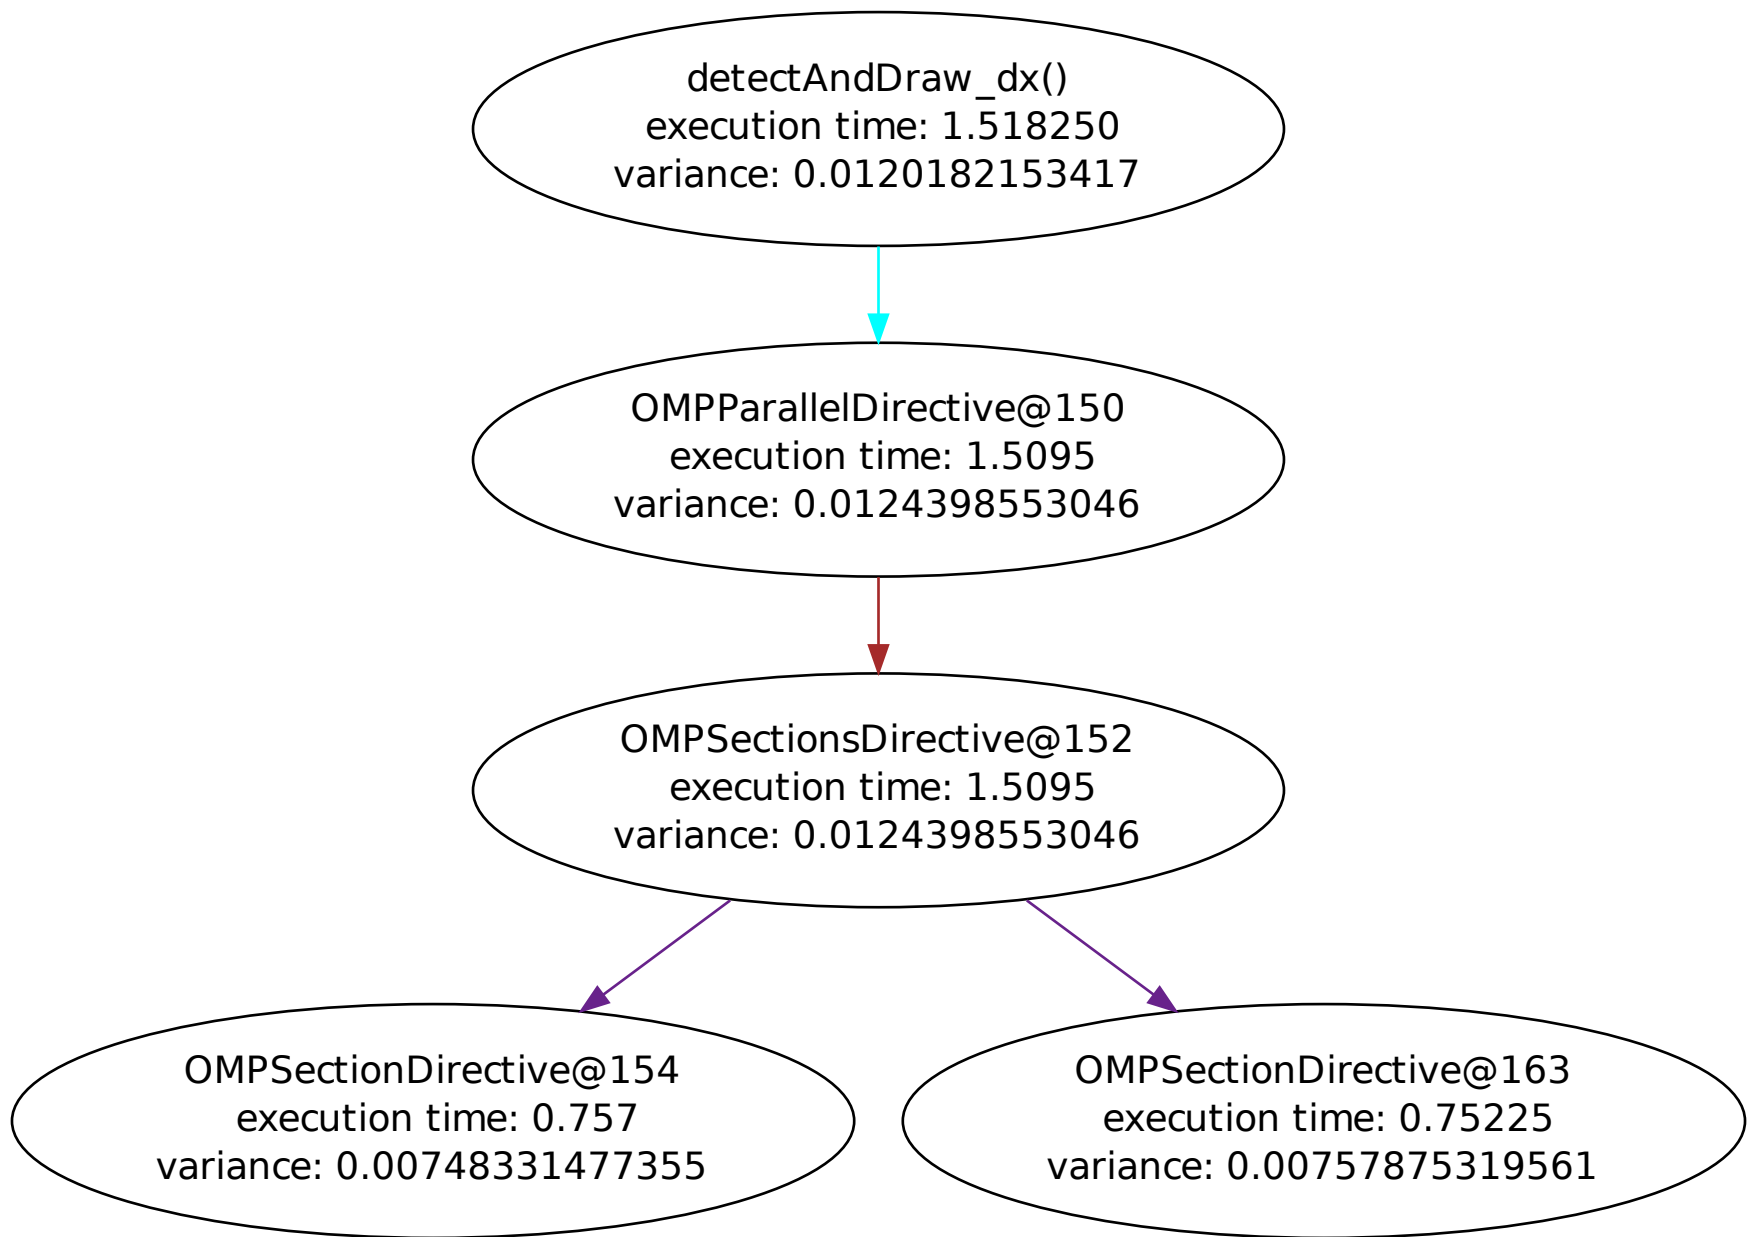 detectAndDraw_dx()
execution time: 1.518250
variance: 0.0120182153417
OMPParallelDirective@150
execution time: 1.5095
variance: 0.0124398553046
OMPSectionsDirective@152
execution time: 1.5095
variance: 0.0124398553046
OMPSectionDirective@154
execution time: 0.757
variance: 0.00748331477355
OMPSectionDirective@163
execution time: 0.75225
variance: 0.00757875319561